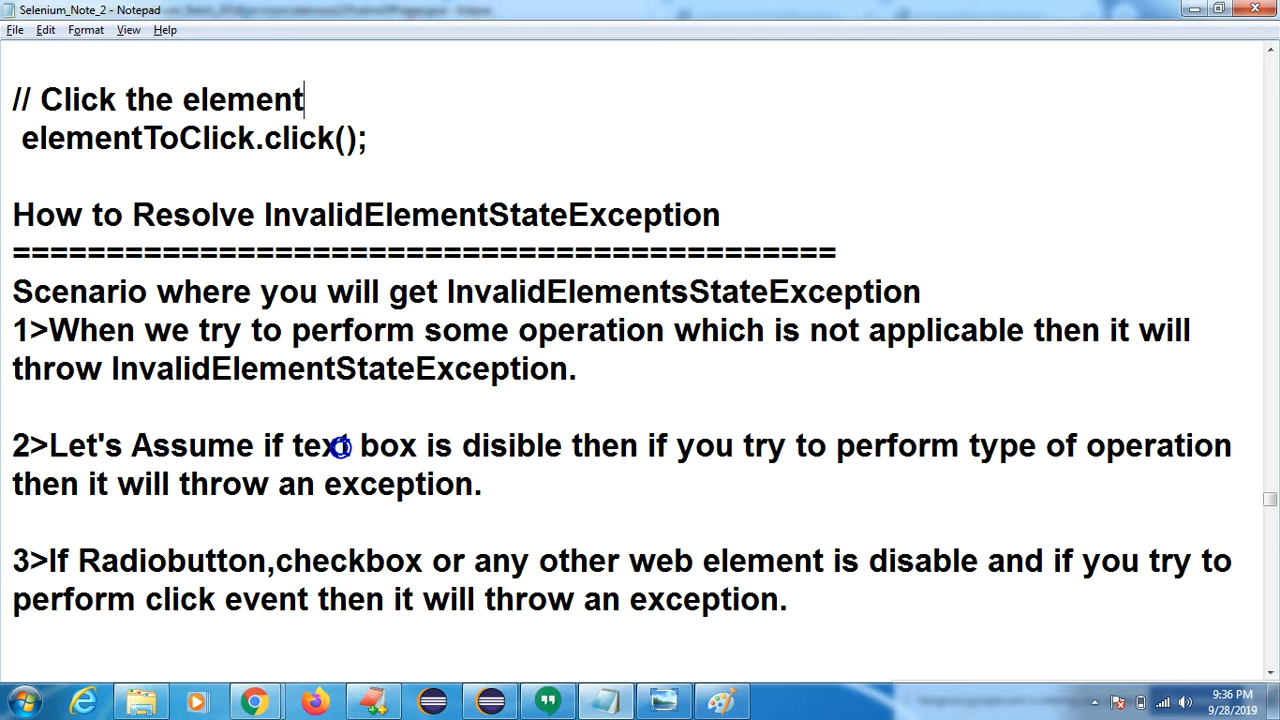 Selenium_Note_2 - Notepad
File Edit Format View Help
// Click the element
elementToClick.click();
How to Resolve InvalidElementStateException
============================================
Scenario where you will get InvalidElementsStateException
1>When we try to perform some operation which is not applicable then it will
throw InvalidElementStateException.
2>Let's Assume if text box is disible then if you try to perform type of operation
then it will throw an exception.
3>If Radiobutton,checkbox or any other web element is disable and if you try to
perform click event then it will throw an exception.
9:36 PM
9/28/2019